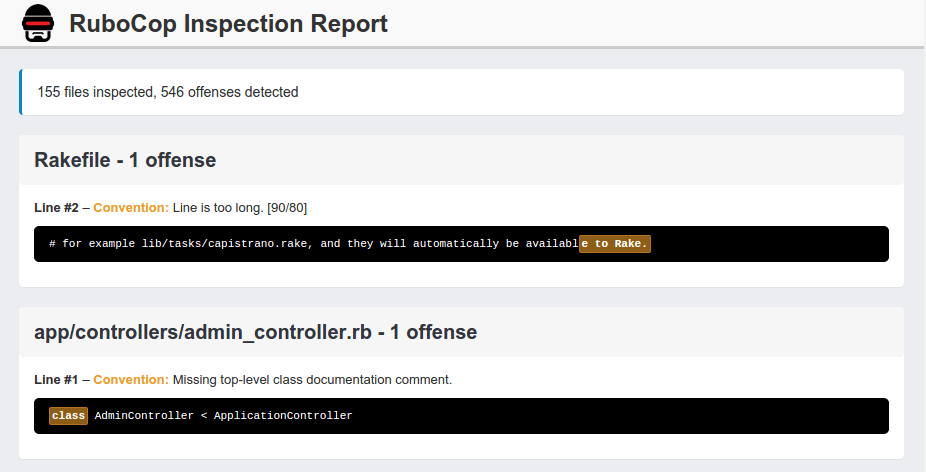 RuboCop Inspection Report
155 files inspected, 546 offenses detected
Rakefile - 1 offense
Line #2 – Convention: Line is too long. [90/80]
# for example lib/tasks/capistrano.rake, and they will automatically be available to Rake.
app/controllers/admin_controller.rb - 1 offense
Line #1 – Convention: Missing top-level class documentation comment.
class AdminController < ApplicationController